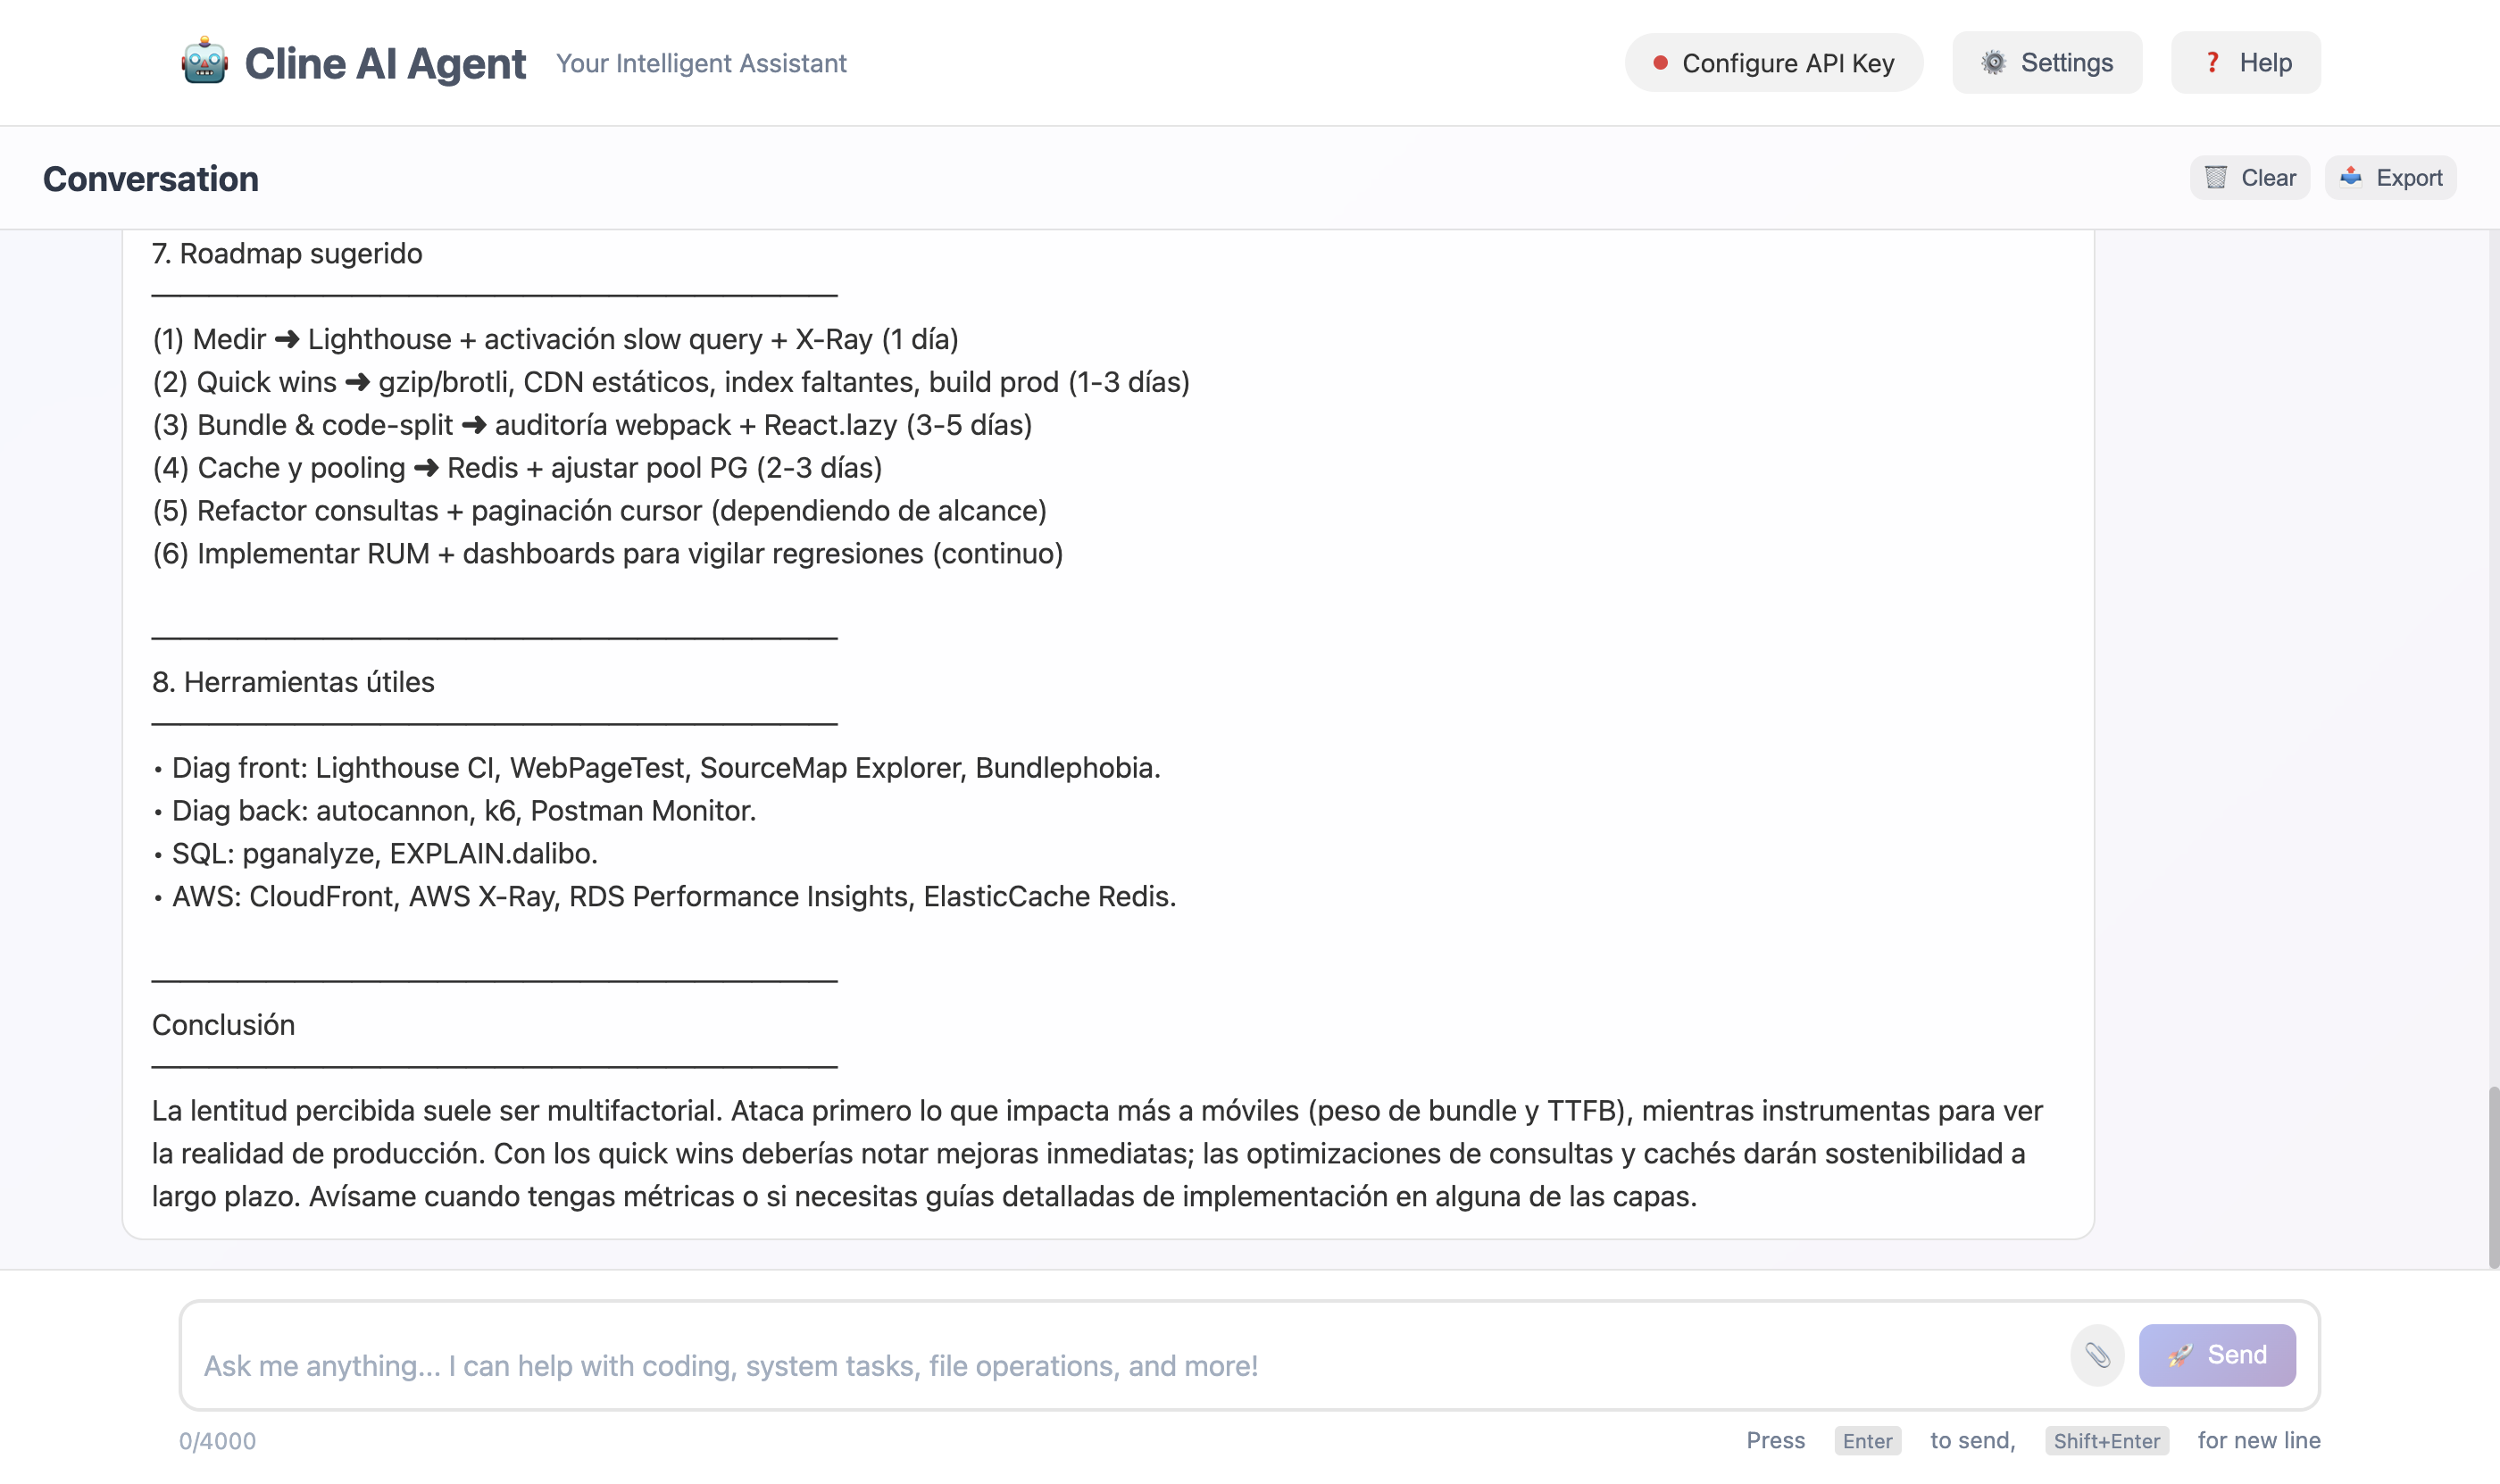 Cline AI Agent
Your Intelligent Assistant
Configure API Key
Settings
Help
Conversation
Clear
Export
7. Roadmap sugerido
(1) Medir ➜ Lighthouse + activación slow query + X-Ray (1 día)
(2) Quick wins ➜ gzip/brotli, CDN estáticos, index faltantes, build prod (1-3 días)
(3) Bundle & code-split ➜ auditoría webpack + React.lazy (3-5 días)
(4) Cache y pooling ➜ Redis + ajustar pool PG (2-3 días)
(5) Refactor consultas + paginación cursor (dependiendo de alcance)
(6) Implementar RUM + dashboards para vigilar regresiones (continuo)
8. Herramientas útiles
• Diag front: Lighthouse CI, WebPageTest, SourceMap Explorer, Bundlephobia.
• Diag back: autocannon, k6, Postman Monitor.
• SQL: pganalyze, EXPLAIN.dalibo.
• AWS: CloudFront, AWS X-Ray, RDS Performance Insights, ElasticCache Redis.
Conclusión
La lentitud percibida suele ser multifactorial. Ataca primero lo que impacta más a móviles (peso de bundle y TTFB), mientras instrumentas para ver
la realidad de producción. Con los quick wins deberías notar mejoras inmediatas; las optimizaciones de consultas y cachés darán sostenibilidad a
largo plazo. Avísame cuando tengas métricas o si necesitas guías detalladas de implementación en alguna de las capas.
Ask me anything... I can help with coding, system tasks, file operations, and more!
Send
0/4000
Press Enter to send, Shift+Enter for new line